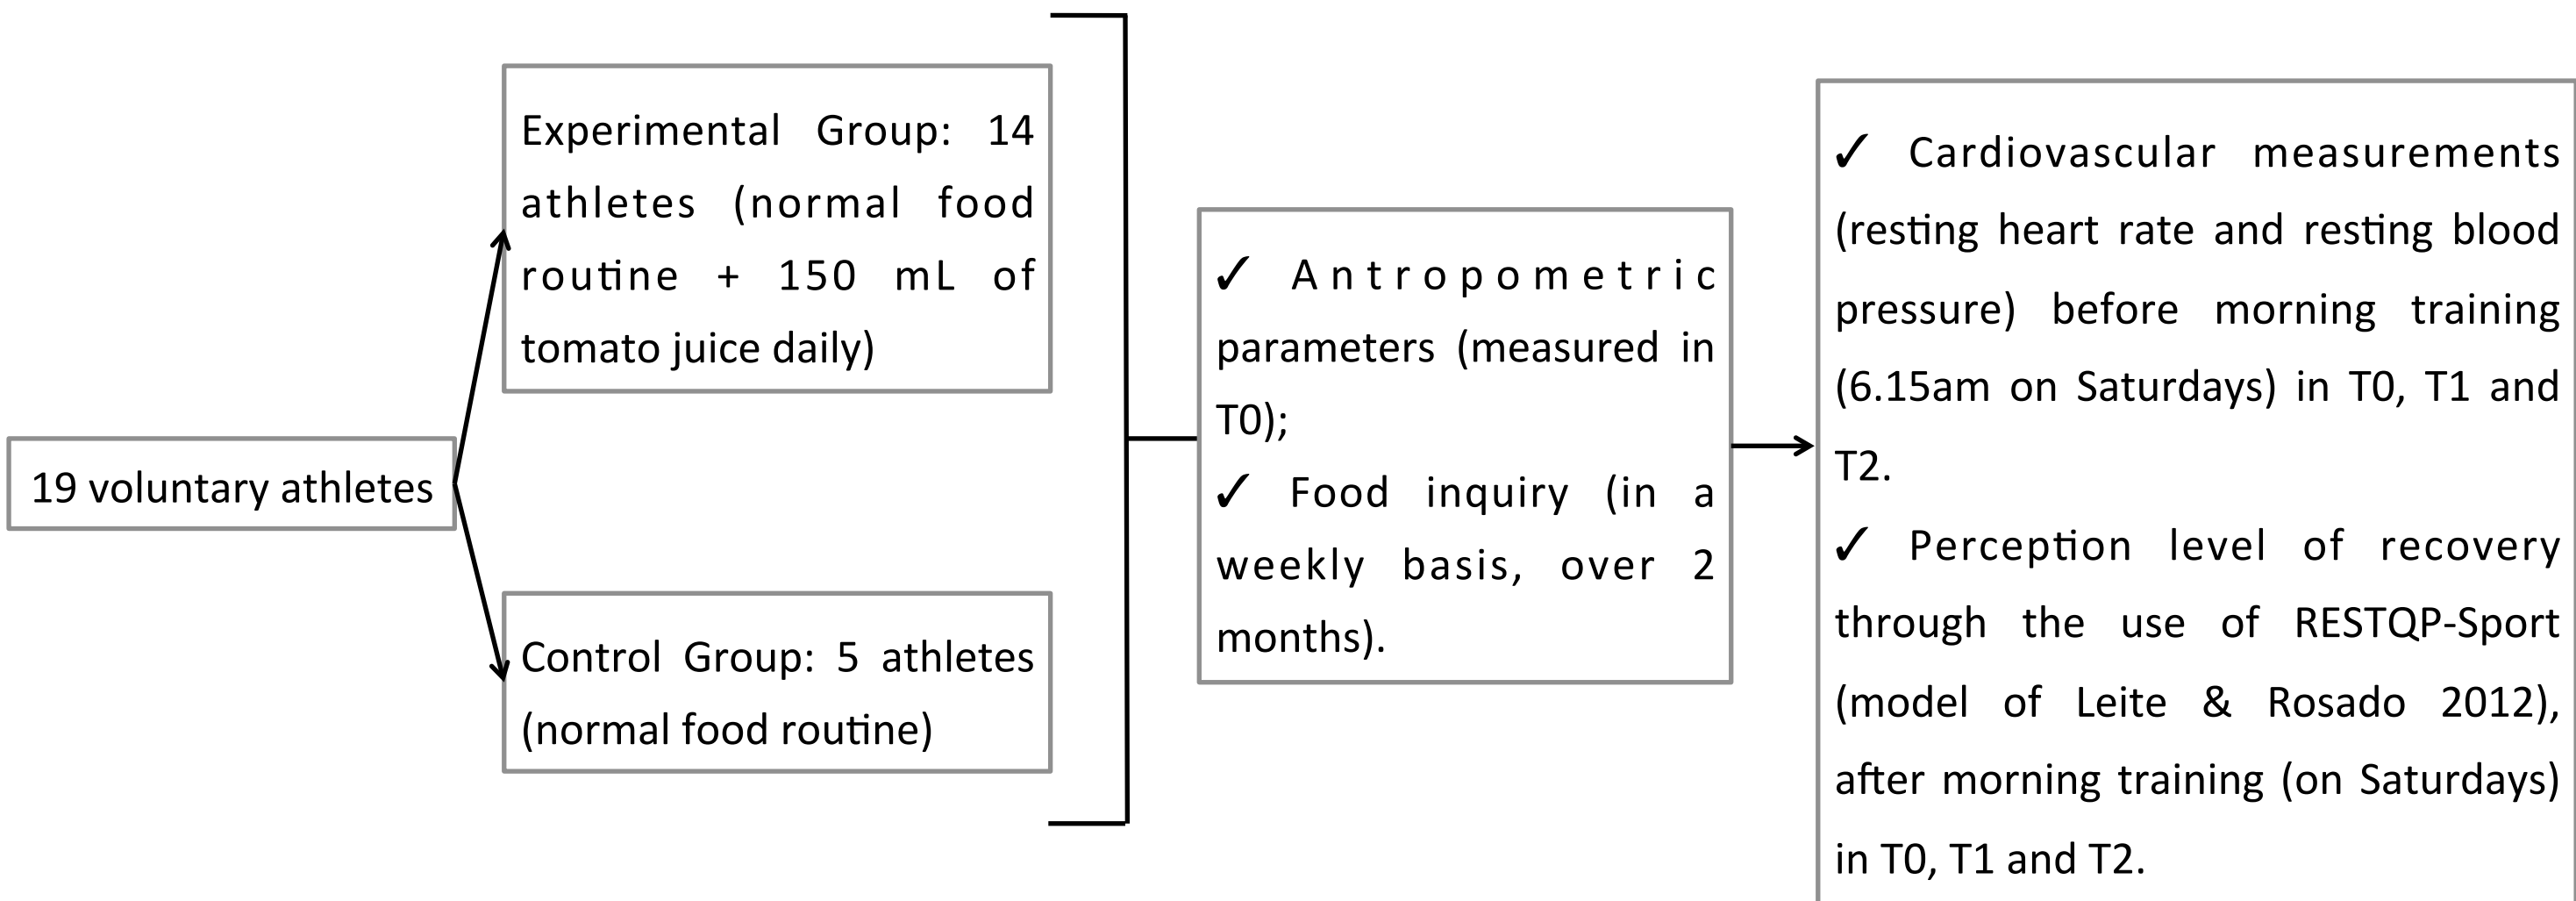 19 voluntary athletes
Experimental Group: 14
athletes (normal food
routine + 150 mL of
tomato juice daily)
Control Group: 5 athletes
(normal food routine)
✓ Antropometric
parameters (measured in
T0);
✓ Food inquiry (in a
weekly basis, over 2
months).
✓ Cardiovascular measurements
(resting heart rate and resting blood
pressure) before morning training
(6.15am on Saturdays) in T0, T1 and
T2.
✓ Perception level of recovery
through the use of RESTQP-Sport
(model of Leite & Rosado 2012),
after morning training (on Saturdays)
in T0, T1 and T2.